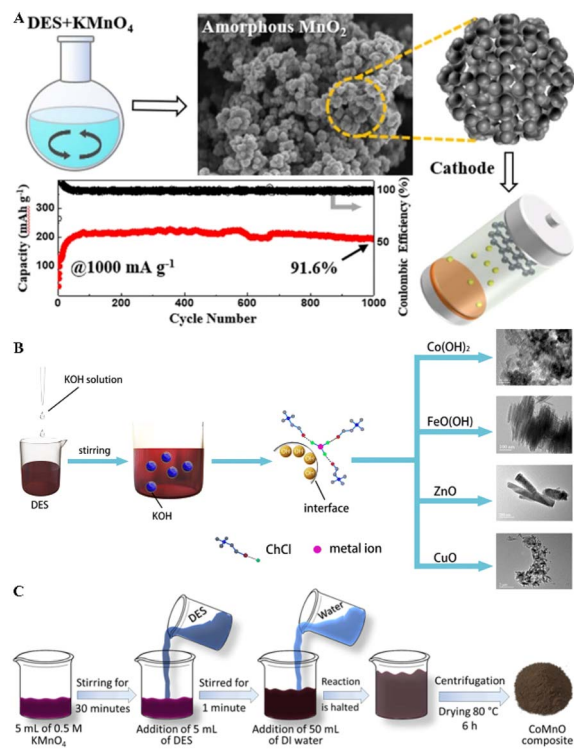 A
DES+KMnO₄
Amorphous MnO₂
Cathode
Capacity (mAh g⁻¹)
300
200
100
@1000 mA g⁻¹
91.6%
100
50
Coulombic Efficiency (%)
0
200
400
600
800
1000
Cycle Number
B
KOH solution
DES
stirring
KOH
interface
ChCl
metal ion
Co(OH)₂
FeO(OH)
ZnO
CuO
C
5 mL of 0.5 M
KMnO₄
Stirring for
30 minutes
DES
Addition of 5 mL
of DES
Stirred for
1 minute
Water
Addition of 50 mL
of DI water
Reaction
is halted
Centrifugation
Drying 80 °C
6 h
CoMnO
composite